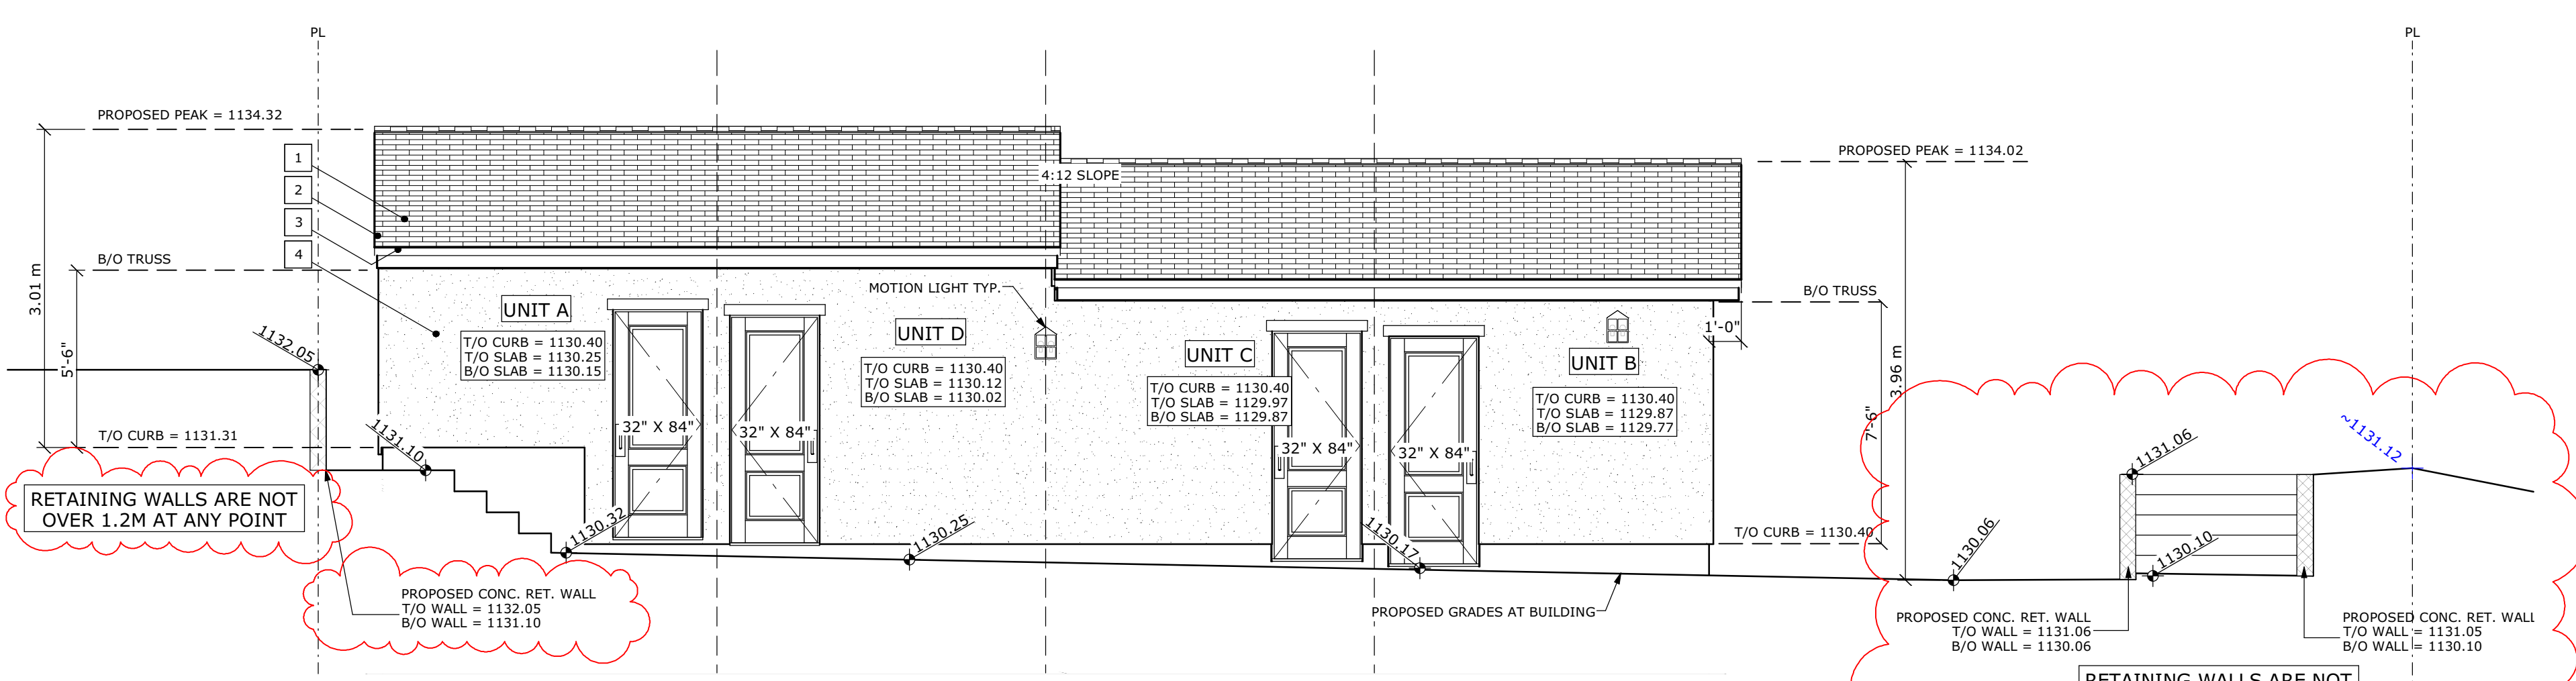 PL
PL
PROPOSED PEAK = 1134.32
PROPOSED PEAK = 1134.02
1
2
3
4
4:12 SLOPE
B/O TRUSS
B/O TRUSS
3.01 m
5'-6"
1132.05
T/O CURB = 1131.31
1131.10
UNIT A
T/O CURB = 1130.40
T/O SLAB = 1130.25
B/O SLAB = 1130.15
32" X 84"
32" X 84"
MOTION LIGHT TYP.
UNIT D
T/O CURB = 1130.40
T/O SLAB = 1130.12
B/O SLAB = 1130.02
UNIT C
T/O CURB = 1130.40
T/O SLAB = 1129.97
B/O SLAB = 1129.87
32" X 84"
32" X 84"
UNIT B
T/O CURB = 1130.40
T/O SLAB = 1129.87
B/O SLAB = 1129.77
1'-0"
3.96 m
7'-6"
T/O CURB = 1130.40
1130.32
1130.25
1130.17
1130.06
1131.06
~1131.12
1130.10
RETAINING WALLS ARE NOT
OVER 1.2M AT ANY POINT
PROPOSED CONC. RET. WALL
T/O WALL = 1132.05
B/O WALL = 1131.10
PROPOSED GRADES AT BUILDING
PROPOSED CONC. RET. WALL
T/O WALL = 1131.06
B/O WALL = 1130.06
PROPOSED CONC. RET. WALL
T/O WALL = 1131.05
B/O WALL = 1130.10
RETAINING WALLS ARE NOT